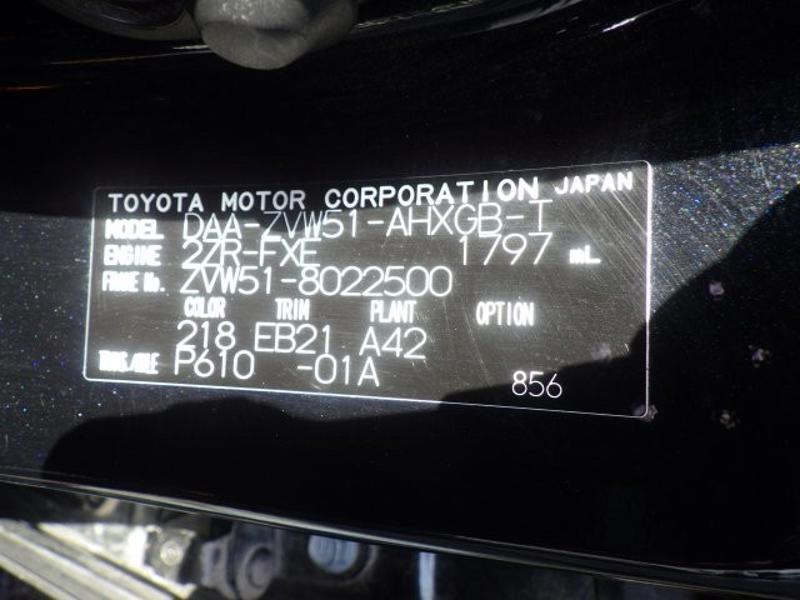 TOYOTA MOTOR CORPORATION JAPAN
MODEL DAA-ZVW51-AHXGB-T
ENGINE 2ZR-FXE 1797 mL
FRAME No. ZVW51-8022500
COLOR TRIM PLANT OPTION
218 EB21 A42
TRANS/AXLE P610 -01A
856